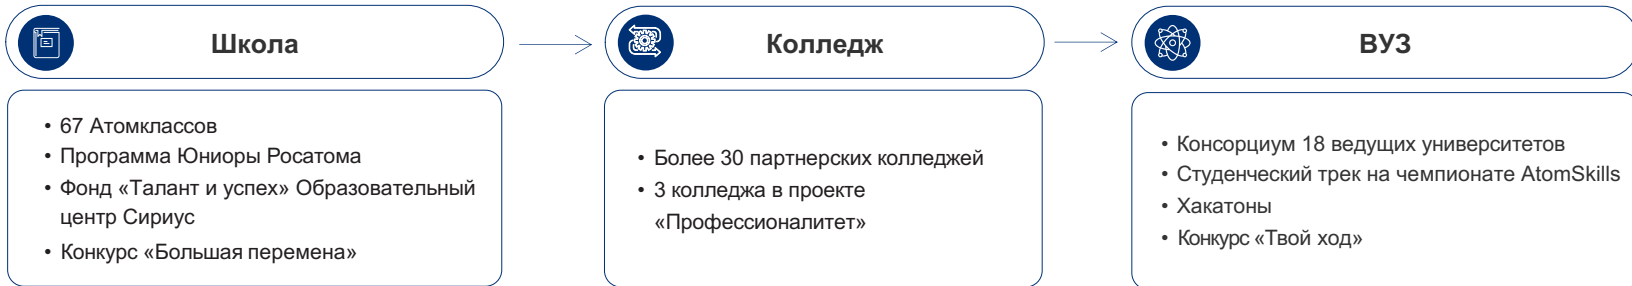 Школа
• 67 Атомклассов
• Программа Юниоры Росатома
• Фонд «Талант и успех» Образовательный
центр Сириус
• Конкурс «Большая перемена»
Колледж
• Более 30 партнерских колледжей
• 3 колледжа в проекте
«Профессионалитет»
ВУЗ
• Консорциум 18 ведущих университетов
• Студенческий трек на чемпионате AtomSkills
• Хакатоны
• Конкурс «Твой ход»